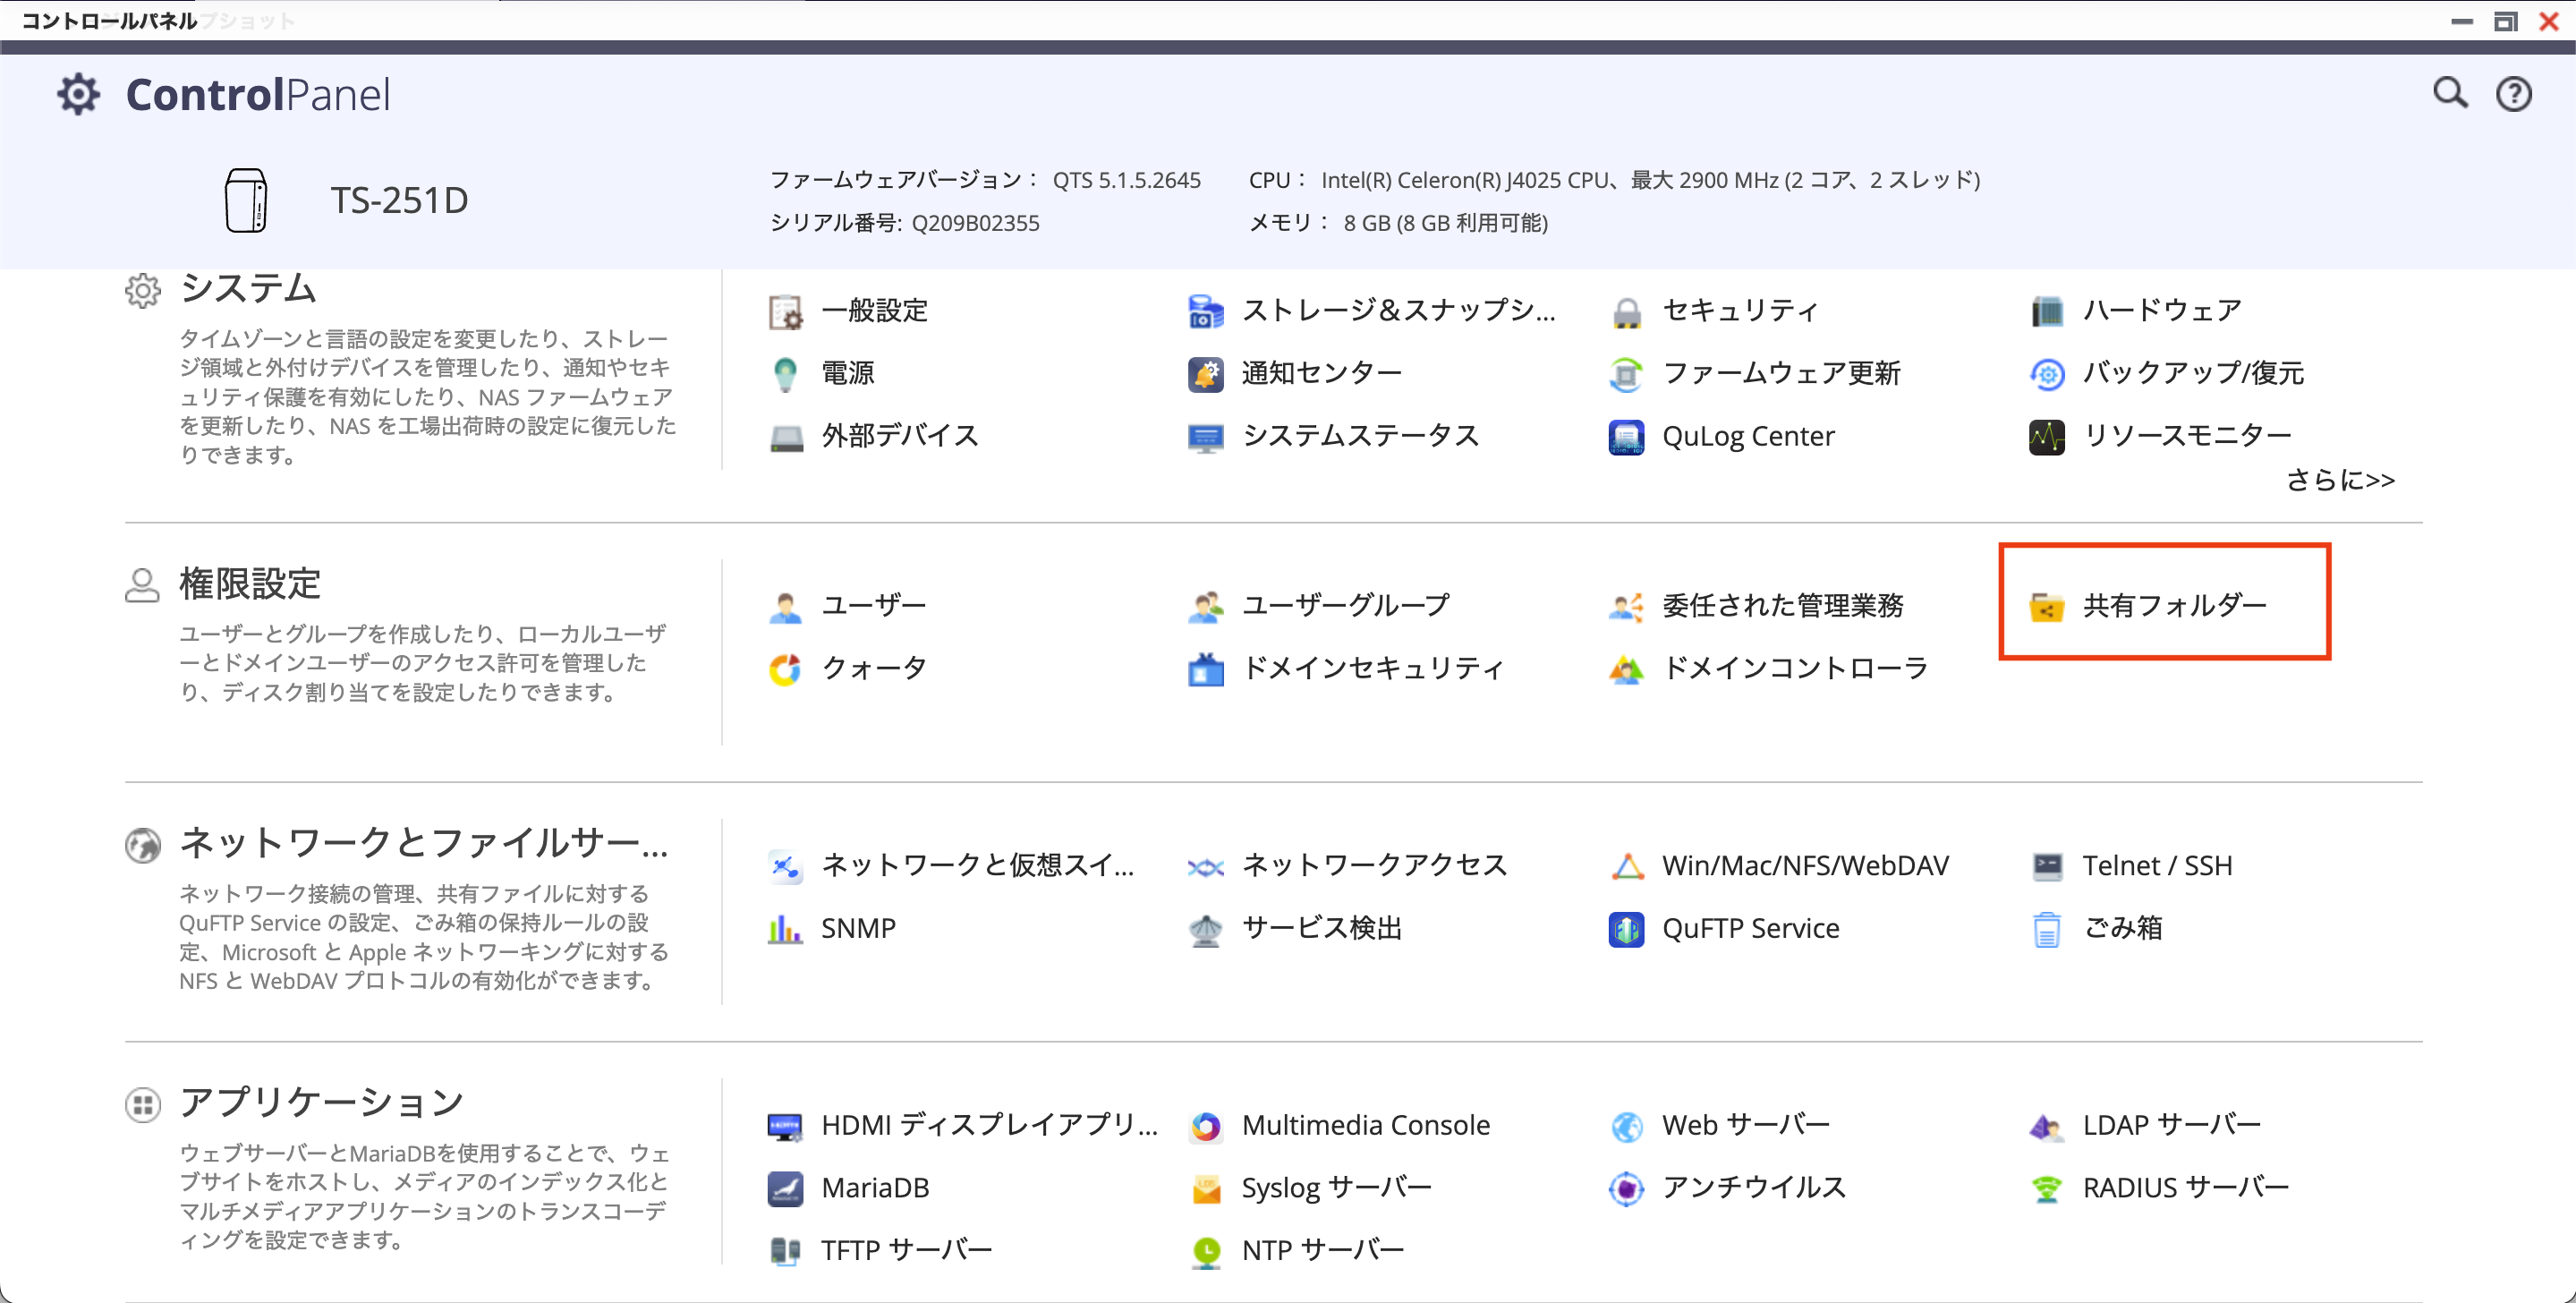 コントロールパネル
ControlPanel
TS-251D
ファームウェアバージョン： QTS 5.1.5.2645
CPU： Intel(R) Celeron(R) J4025 CPU、最大 2900 MHz (2 コア、2 スレッド)
シリアル番号: Q209B02355
メモリ： 8 GB (8 GB 利用可能)
システム
タイムゾーンと言語の設定を変更したり、ストレー
ジ領域と外付けデバイスを管理したり、通知やセキ
ュリティ保護を有効にしたり、NAS ファームウェア
を更新したり、NAS を工場出荷時の設定に復元した
りできます。
一般設定
ストレージ＆スナップシ...
セキュリティ
ハードウェア
電源
通知センター
ファームウェア更新
バックアップ/復元
外部デバイス
システムステータス
QuLog Center
リソースモニター
さらに>>
権限設定
ユーザーとグループを作成したり、ローカルユーザ
ーとドメインユーザーのアクセス許可を管理した
り、ディスク割り当てを設定したりできます。
ユーザー
ユーザーグループ
委任された管理業務
共有フォルダー
クォータ
ドメインセキュリティ
ドメインコントローラ
ネットワークとファイルサー...
ネットワーク接続の管理、共有ファイルに対する
QuFTP Service の設定、ごみ箱の保持ルールの設
定、Microsoft と Apple ネットワーキングに対する
NFS と WebDAV プロトコルの有効化ができます。
ネットワークと仮想スイ...
ネットワークアクセス
Win/Mac/NFS/WebDAV
Telnet / SSH
SNMP
サービス検出
QuFTP Service
ごみ箱
アプリケーション
ウェブサーバーとMariaDBを使用することで、ウェ
ブサイトをホストし、メディアのインデックス化と
マルチメディアアプリケーションのトランスコーデ
ィングを設定できます。
HDMI ディスプレイアプリ...
Multimedia Console
Web サーバー
LDAP サーバー
MariaDB
Syslog サーバー
アンチウイルス
RADIUS サーバー
TFTP サーバー
NTP サーバー